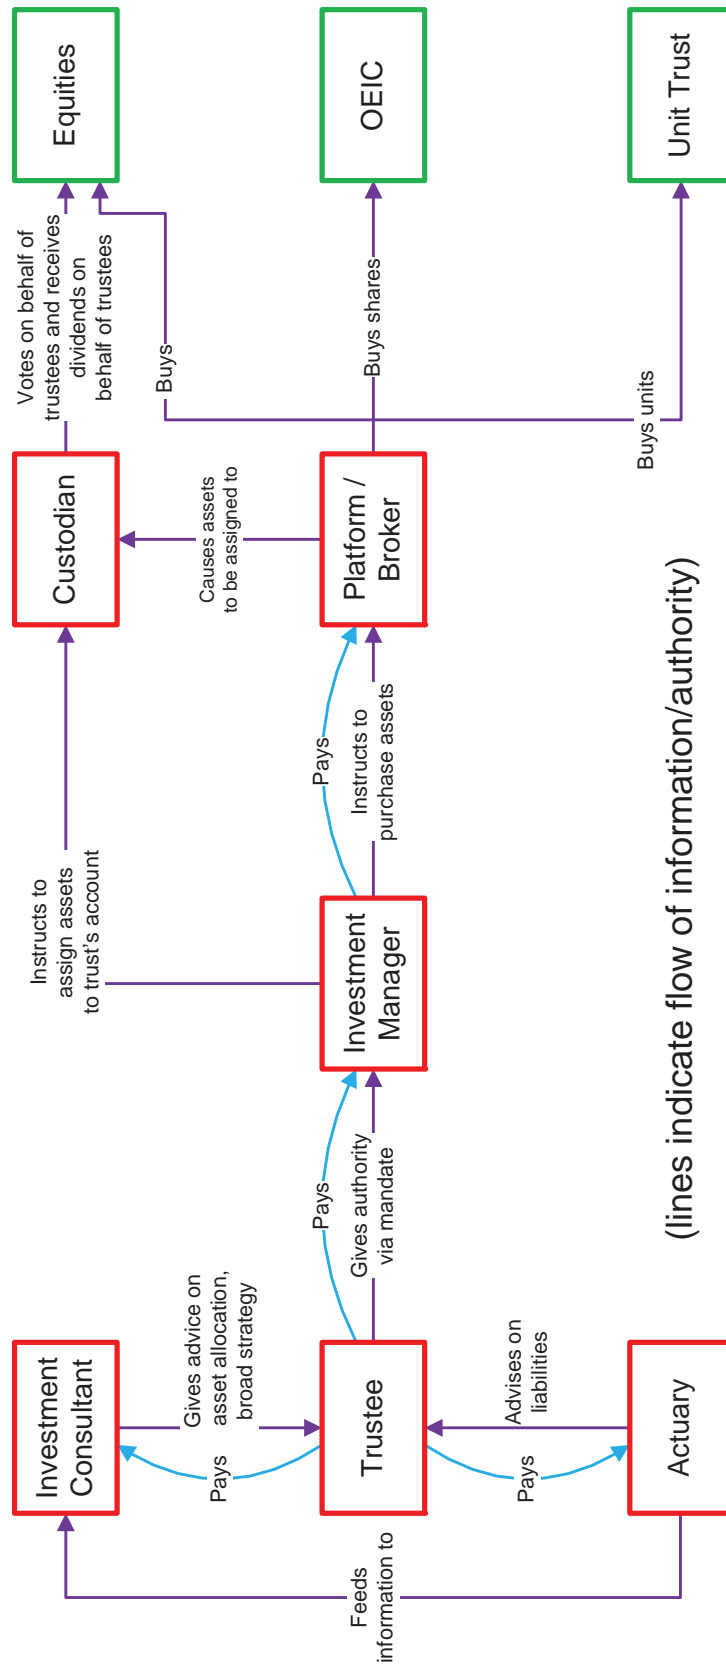 Investment
Consultant
Gives advice on
asset allocation,
broad strategy
Pays
Feeds
information to
Trustee
Pays
Gives authority
via mandate
Advises on
liabilities
Pays
Actuary
Instructs to
assign assets
to trust's account
Investment
Manager
Pays
Instructs to
purchase assets
Custodian
Causes assets
to be assigned to
Platform /
Broker
Votes on behalf of
trustees and receives
dividends on
behalf of trustees
Buys
Buys shares
Buys units
Equities
OEIC
Unit Trust
(lines indicate flow of information/authority)